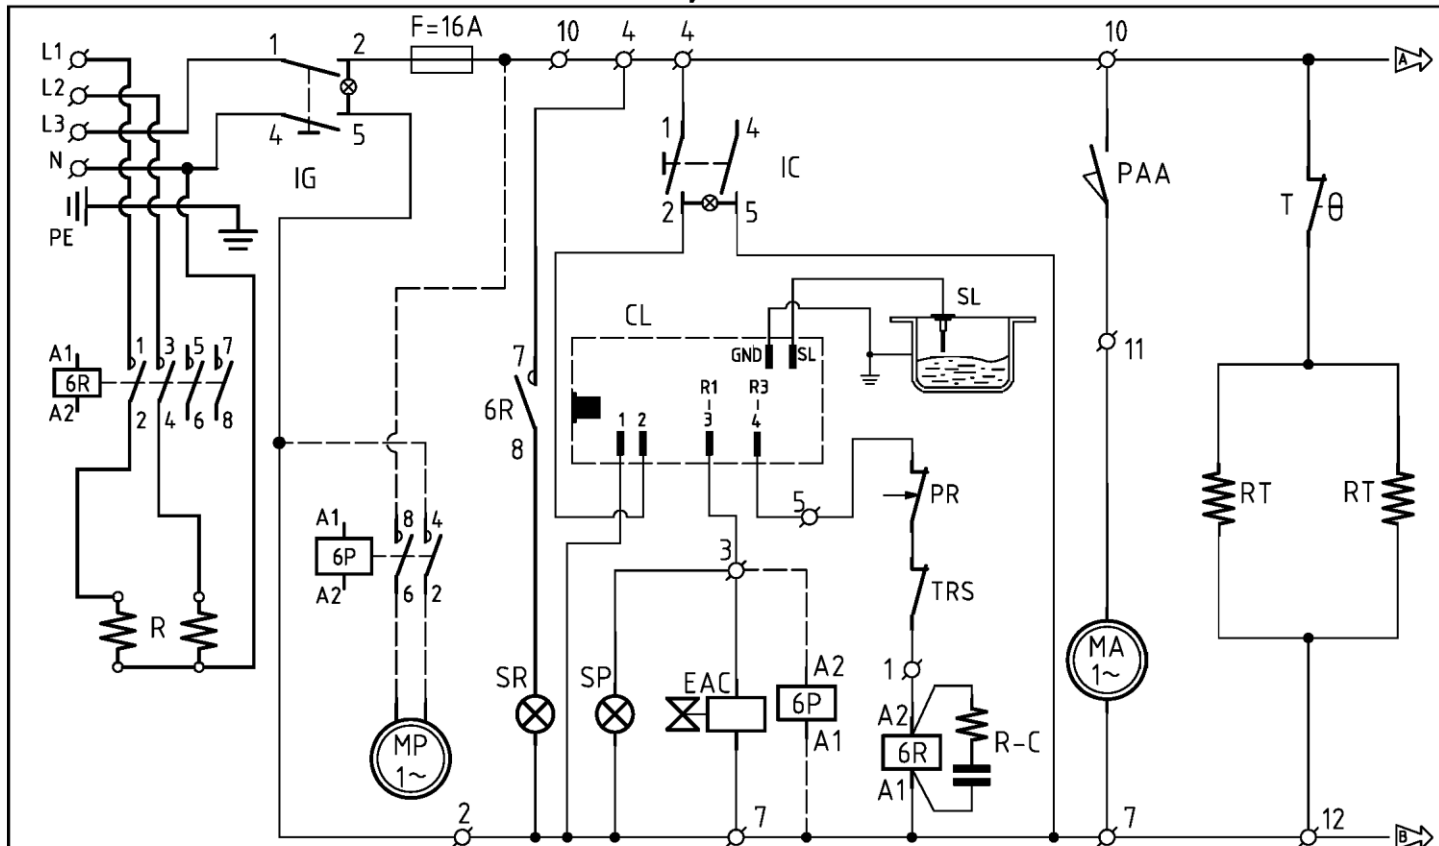 F=16A 10 4 4 10
L1 1 2 A
L2
L3 4 5 1 4
N IG IC PAA
PE 2 5 T θ
CL SL
GND SL
A1 1 3 5 7 7 R1 R3 11
6R 6R 1 2 3 4
A2 2 4 6 8 8 PR RT RT
5
A1 8 4
6P 3
A2 6 2 TRS
R MA
1~
SR SP EAC A2 1
6P A2
MP A1 6R R-C
1~ A1
2 7 7 12 B